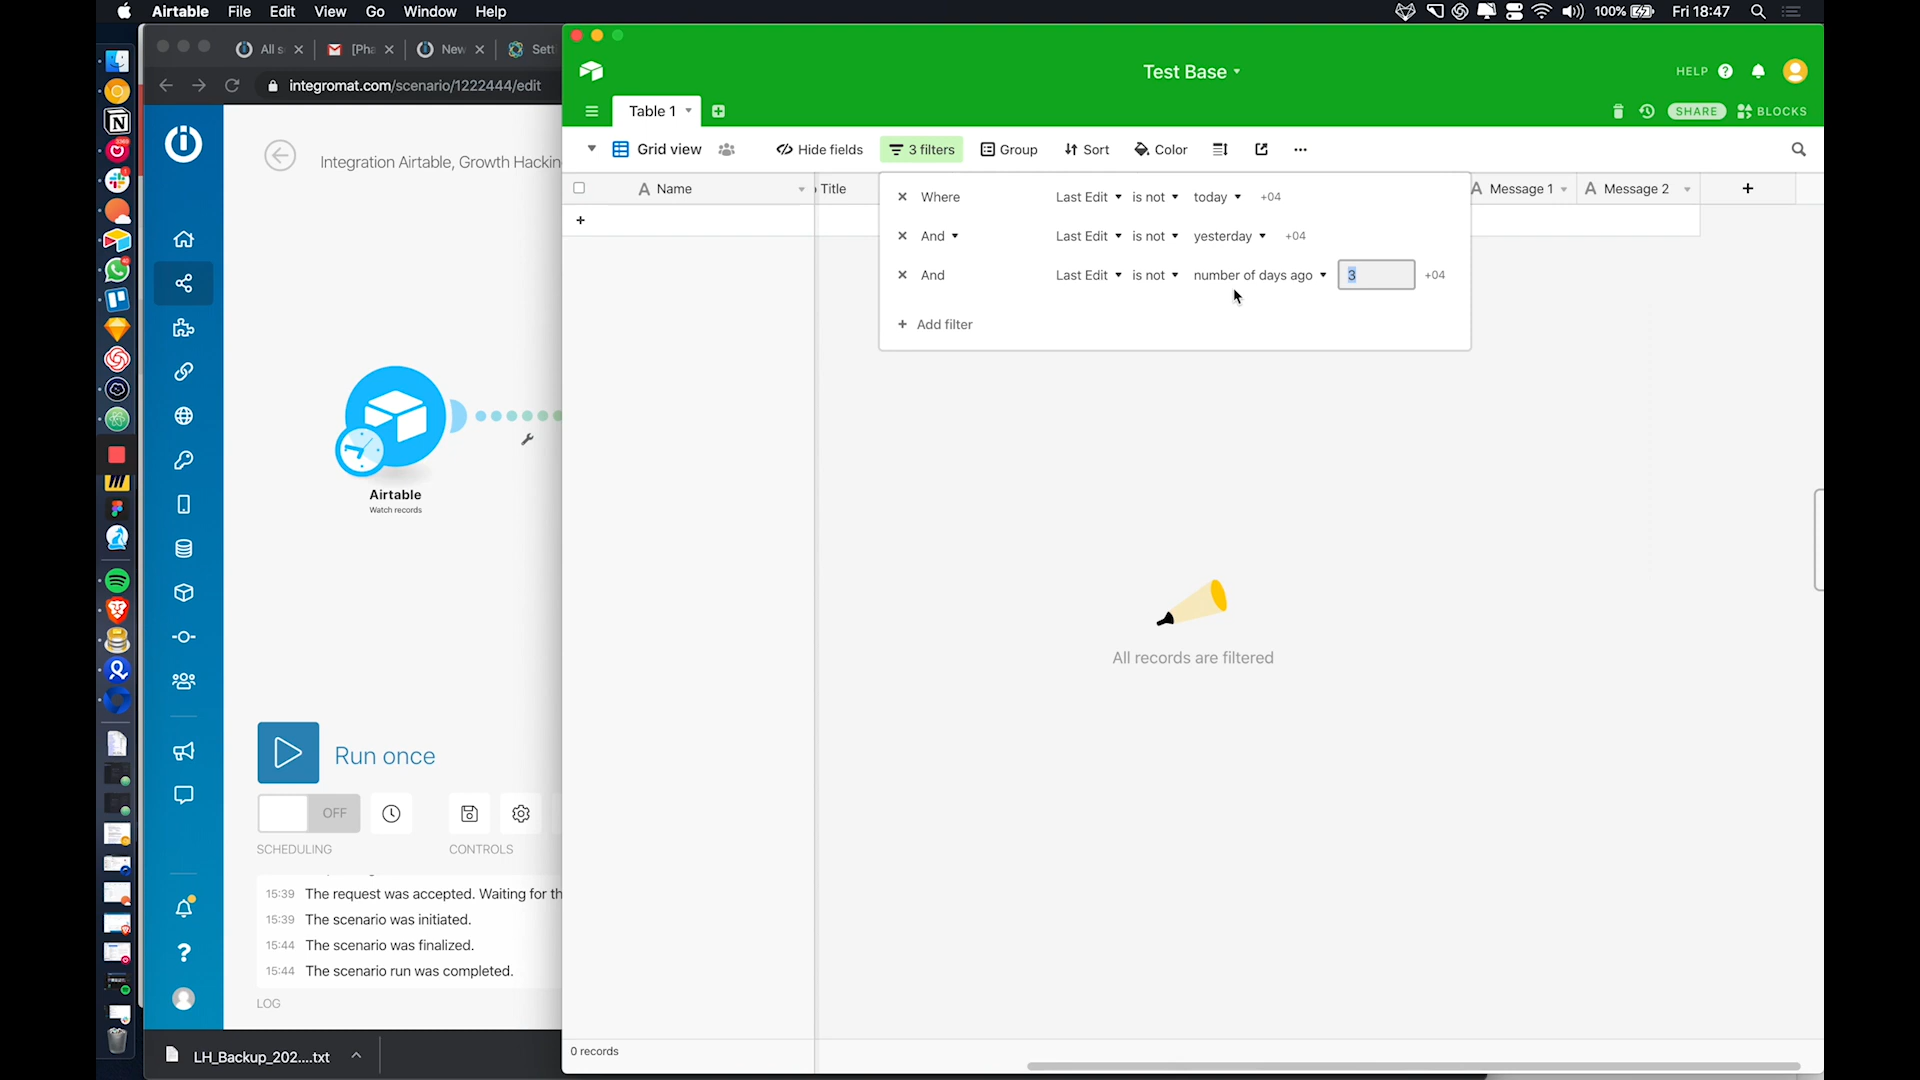 Airtable File Edit View Go Window Help
100% Fri 18:47
All s
[Pha
New
Sett
integromat.com/scenario/1222444/edit
Test Base
HELP
Table 1
SHARE
BLOCKS
Integration Airtable, Growth Hackin
Grid view
Hide fields
3 filters
Group
Sort
Color
Name
Title
Message 1
Message 2
Where Last Edit is not today +04
And Last Edit is not yesterday +04
And Last Edit is not number of days ago 3 +04
+ Add filter
Airtable
Watch records
All records are filtered
Run once
OFF
SCHEDULING
CONTROLS
15:39 The request was accepted. Waiting for th
15:39 The scenario was initiated.
15:44 The scenario was finalized.
15:44 The scenario run was completed.
LOG
LH_Backup_202....txt
0 records